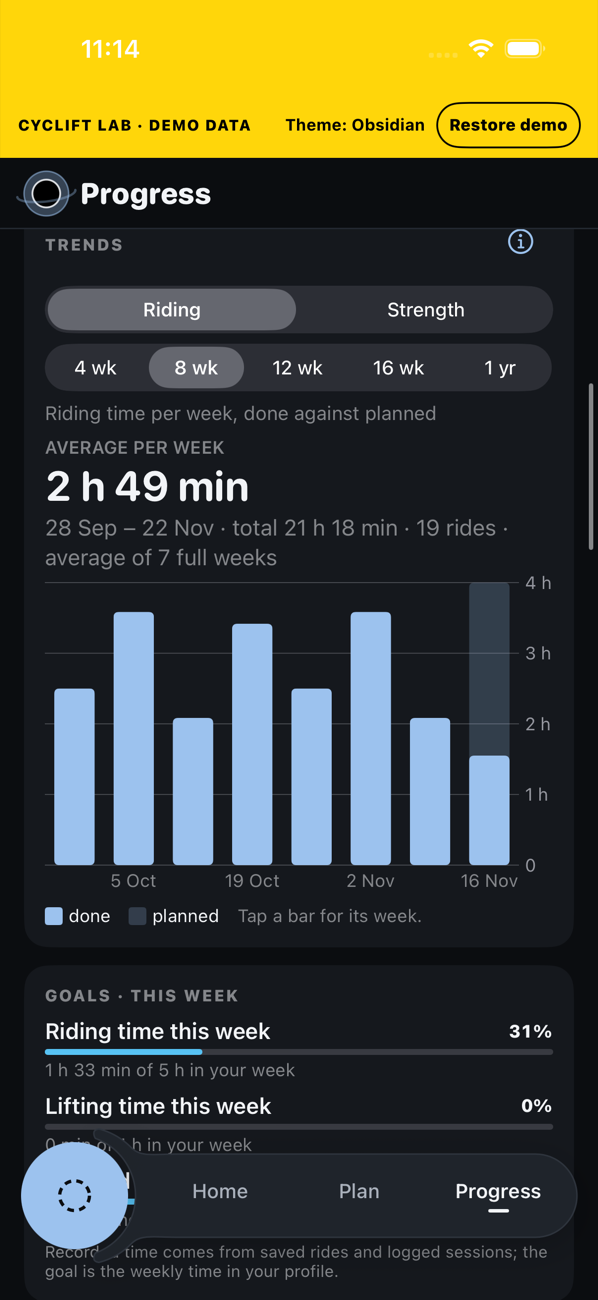 11:14
CYCLIFT LAB · DEMO DATA Theme: Obsidian Restore demo
Progress
TRENDS
Riding Strength
4 wk 8 wk 12 wk 16 wk 1 yr
Riding time per week, done against planned
AVERAGE PER WEEK
2 h 49 min
28 Sep – 22 Nov · total 21 h 18 min · 19 rides ·
average of 7 full weeks
4 h
3 h
2 h
1 h
0
5 Oct 19 Oct 2 Nov 16 Nov
done planned Tap a bar for its week.
GOALS · THIS WEEK
Riding time this week 31%
1 h 33 min of 5 h in your week
Lifting time this week 0%
0 min of h in your week
Home Plan Progress
time comes from saved rides and logged sessions; the
goal is the weekly time in your profile.